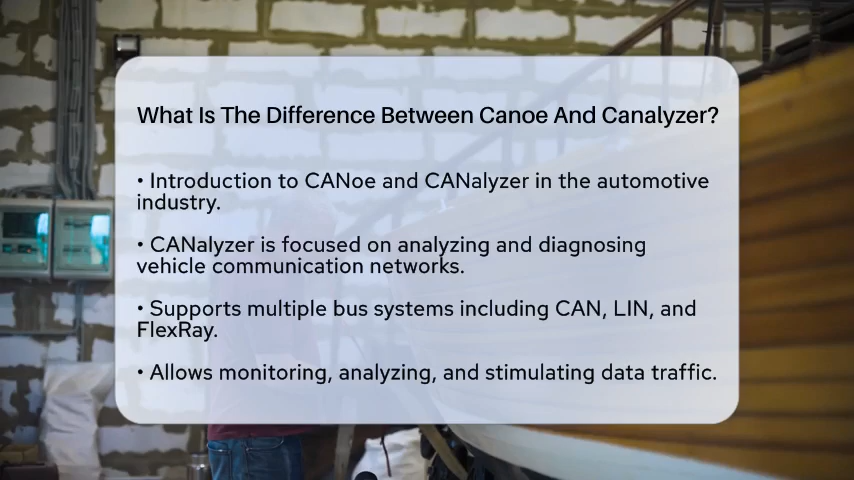 What Is The Difference Between Canoe And Canalyzer?
• Introduction to CANoe and CANalyzer in the automotive
industry.
• CANalyzer is focused on analyzing and diagnosing
vehicle communication networks.
• Supports multiple bus systems including CAN, LIN, and
FlexRay.
• Allows monitoring, analyzing, and stimulating data traffic.